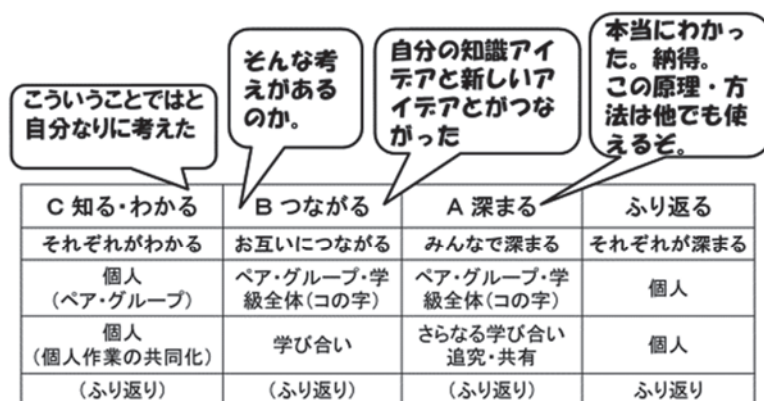 こういうことではと
自分なりに考えた
そんな考
えがある
のか。
自分の知識アイ
デアと新しいアイ
デアとがつな
がった
本当にわかっ
た。納得。
この原理・方
法は他でも使
えるぞ。
C 知る・わかる
B つながる
A 深まる
ふり返る
それぞれがわかる
お互いにつながる
みんなで深まる
それぞれが深まる
個人
(ペア・グループ)
ペア・グループ・学
級全体(コの字)
ペア・グループ・学
級全体(コの字)
個人
個人
(個人作業の共同化)
学び合い
さらなる学び合い
追究・共有
個人
(ふり返り)
(ふり返り)
(ふり返り)
ふり返り